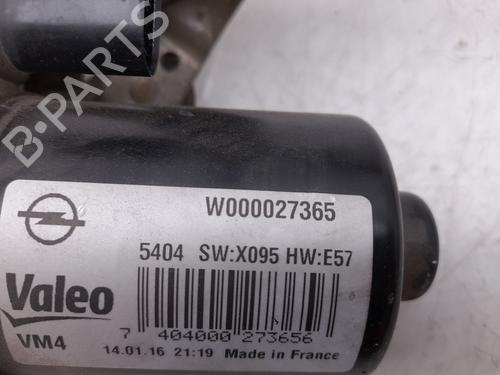 B-PARTS
W000027365
5404 SW:X095 HW:E57
Valeo
VM4
7 404000 273656
14.01.16 21:19 Made in France